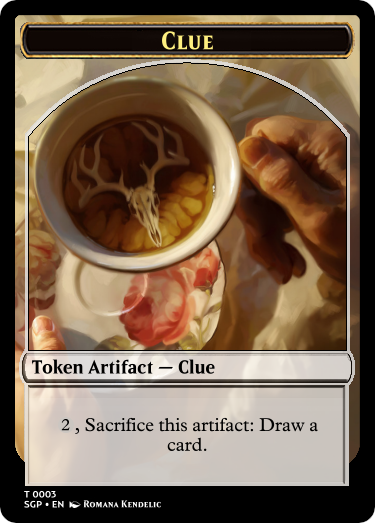 CLUE
Token Artifact — Clue
2 , Sacrifice this artifact: Draw a
card.
T 0003
SGP • EN ROMANA KENDELIC